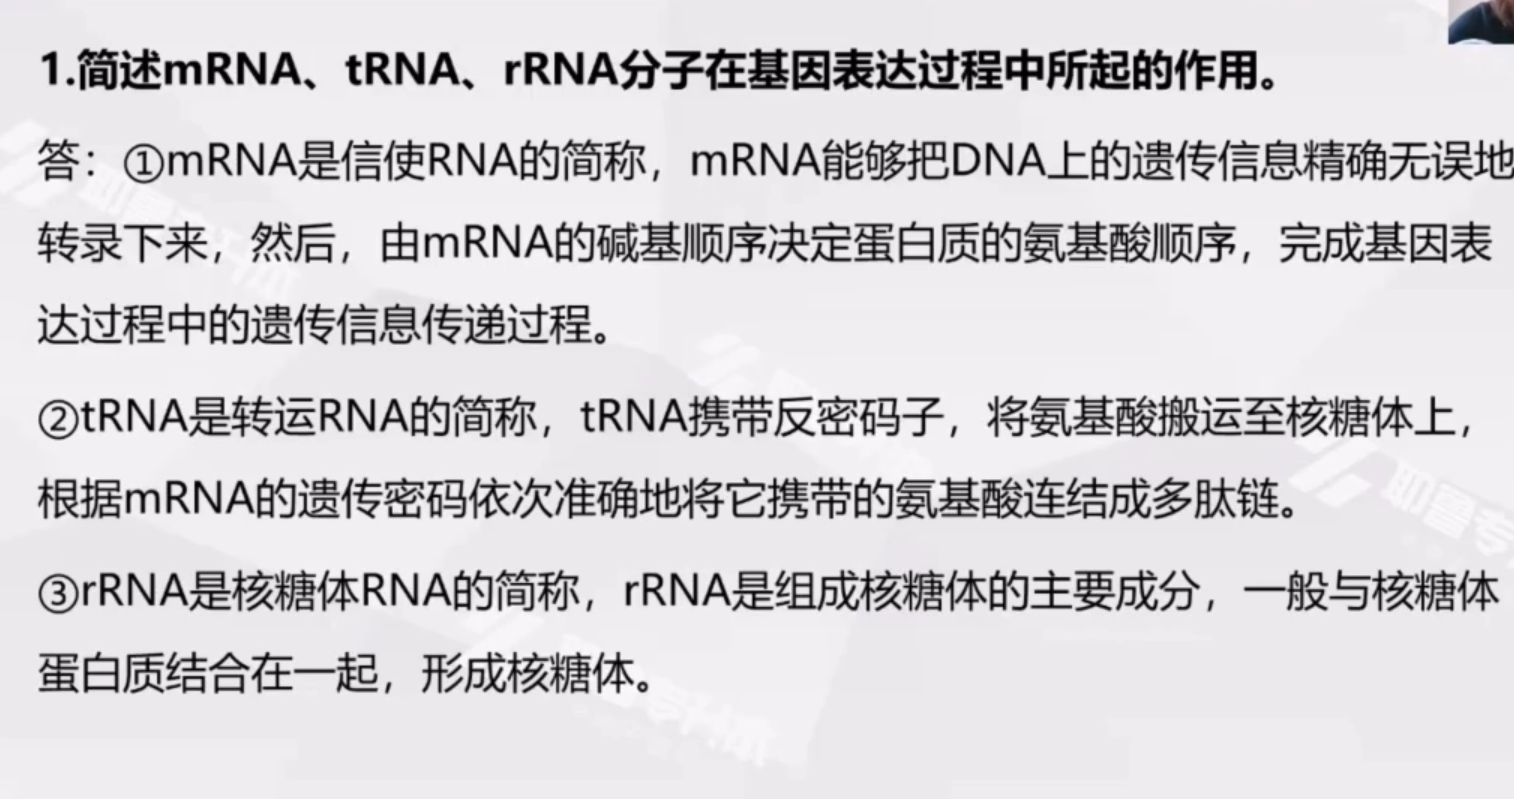 1.简述mRNA、tRNA、rRNA分子在基因表达过程中所起的作用。
答：①mRNA是信使RNA的简称，mRNA能够把DNA上的遗传信息精确无误地
转录下来，然后，由mRNA的碱基顺序决定蛋白质的氨基酸顺序，完成基因表
达过程中的遗传信息传递过程。
②tRNA是转运RNA的简称，tRNA携带反密码子，将氨基酸搬运至核糖体上，
根据mRNA的遗传密码依次准确地将它携带的氨基酸连结成多肽链。
③rRNA是核糖体RNA的简称，rRNA是组成核糖体的主要成分，一般与核糖体
蛋白质结合在一起，形成核糖体。